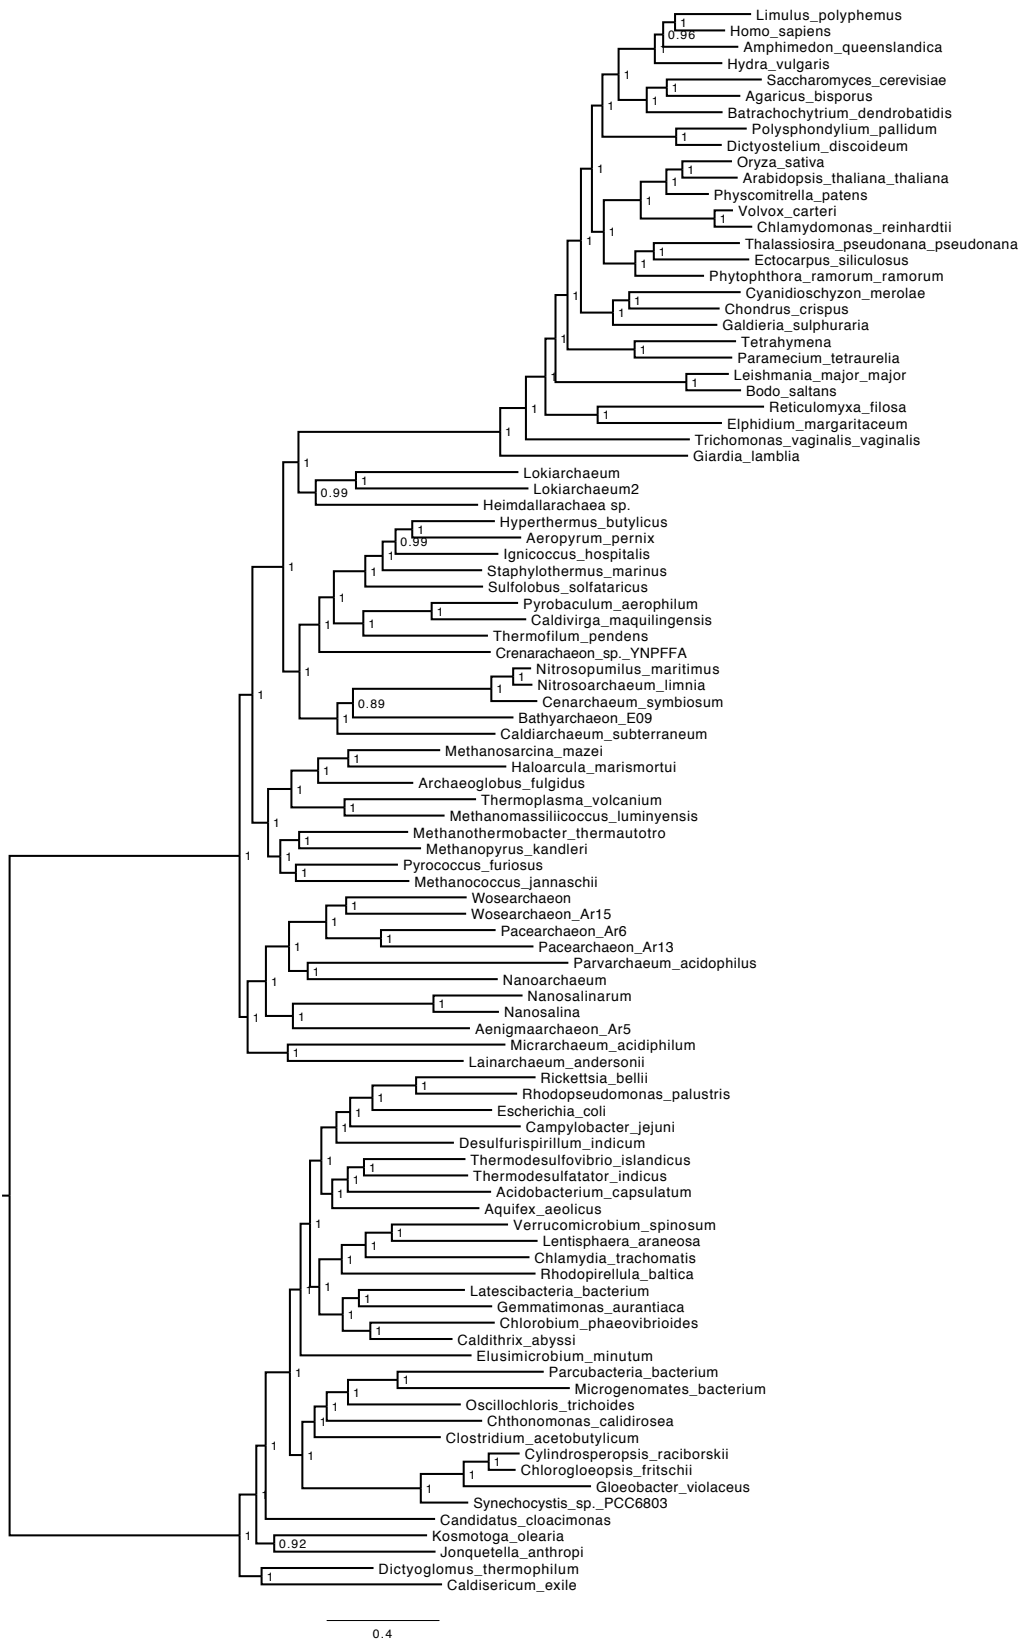 Limulus_polyphemus
1
Homo_sapiens
0.96
Amphimedon_queenslandica
1
Hydra_vulgaris
1
Saccharomyces_cerevisiae
1
Agaricus_bisporus
1
Batrachochytrium_dendrobatidis
1
Polysphondylium_pallidum
1
Dictyostelium_discoideum
Oryza_sativa
1
1
Arabidopsis_thaliana_thaliana
1
Physcomitrella_patens
1
Volvox_carteri
1
Chlamydomonas_reinhardtii
1
Thalassiosira_pseudonana_pseudonana
1
1
Ectocarpus_siliculosus
1
Phytophthora_ramorum_ramorum
Cyanidioschyzon_merolae
1
1
Chondrus_crispus
1
Galdieria_sulphuraria
1
Tetrahymena
1
Paramecium_tetraurelia
Leishmania_major_major
1
1
Bodo_saltans
Reticulomyxa_filosa
1
1
Elphidium_margaritaceum
1
Trichomonas_vaginalis_vaginalis
Giardia_lamblia
1
Lokiarchaeum
1
Lokiarchaeum2
0.99
Heimdallarachaea sp.
Hyperthermus_butylicus
1
Aeropyrum_pernix
0.99
Ignicoccus_hospitalis
1
1
Staphylothermus_marinus
1
Sulfolobus_solfataricus
1
Pyrobaculum_aerophilum
1
Caldivirga_maquilingensis
1
1
Thermofilum_pendens
Crenarachaeon_sp._YNPFFA
Nitrosopumilus_maritimus
1
1
Nitrosoarchaeum_limnia
1
1
Cenarchaeum_symbiosum
0.89
Bathyarchaeon_E09
1
Caldiarchaeum_subterraneum
Methanosarcina_mazei
1
Haloarcula_marismortui
1
Archaeoglobus_fulgidus
1
Thermoplasma_volcanium
1
Methanomassiliicoccus_luminyensis
1
Methanothermobacter_thermautotro
1
Methanopyrus_kandleri
1
1
Pyrococcus_furiosus
1
Methanococcus_jannaschii
Wosearchaeon
1
Wosearchaeon_Ar15
1
Pacearchaeon_Ar6
1
1
Pacearchaeon_Ar13
Parvarchaeum_acidophilus
1
Nanoarchaeum
1
Nanosalinarum
1
Nanosalina
1
1
Aenigmaarchaeon_Ar5
Micrarchaeum_acidiphilum
1
Lainarchaeum_andersonii
Rickettsia_bellii
1
Rhodopseudomonas_palustris
1
Escherichia_coli
1
Campylobacter_jejuni
1
Desulfurispirillum_indicum
Thermodesulfovibrio_islandicus
1
1
Thermodesulfatator_indicus
1
Acidobacterium_capsulatum
1
Aquifex_aeolicus
Verrucomicrobium_spinosum
1
1
Lentisphaera_araneosa
1
Chlamydia_trachomatis
1
Rhodopirellula_baltica
1
1
Latescibacteria_bacterium
1
Gemmatimonas_aurantiaca
1
Chlorobium_phaeovibrioides
1
Caldithrix_abyssi
Elusimicrobium_minutum
1
Parcubacteria_bacterium
1
Microgenomates_bacterium
1
Oscillochloris_trichoides
1
Chthonomonas_calidirosea
1
Clostridium_acetobutylicum
1
1
Cylindrosperopsis_raciborskii
1
Chlorogloeopsis_fritschii
1
Gloeobacter_violaceus
1
1
Synechocystis_sp._PCC6803
Candidatus_cloacimonas
1
Kosmotoga_olearia
0.92
Jonquetella_anthropi
Dictyoglomus_thermophilum
1
Caldisericum_exile
0.4